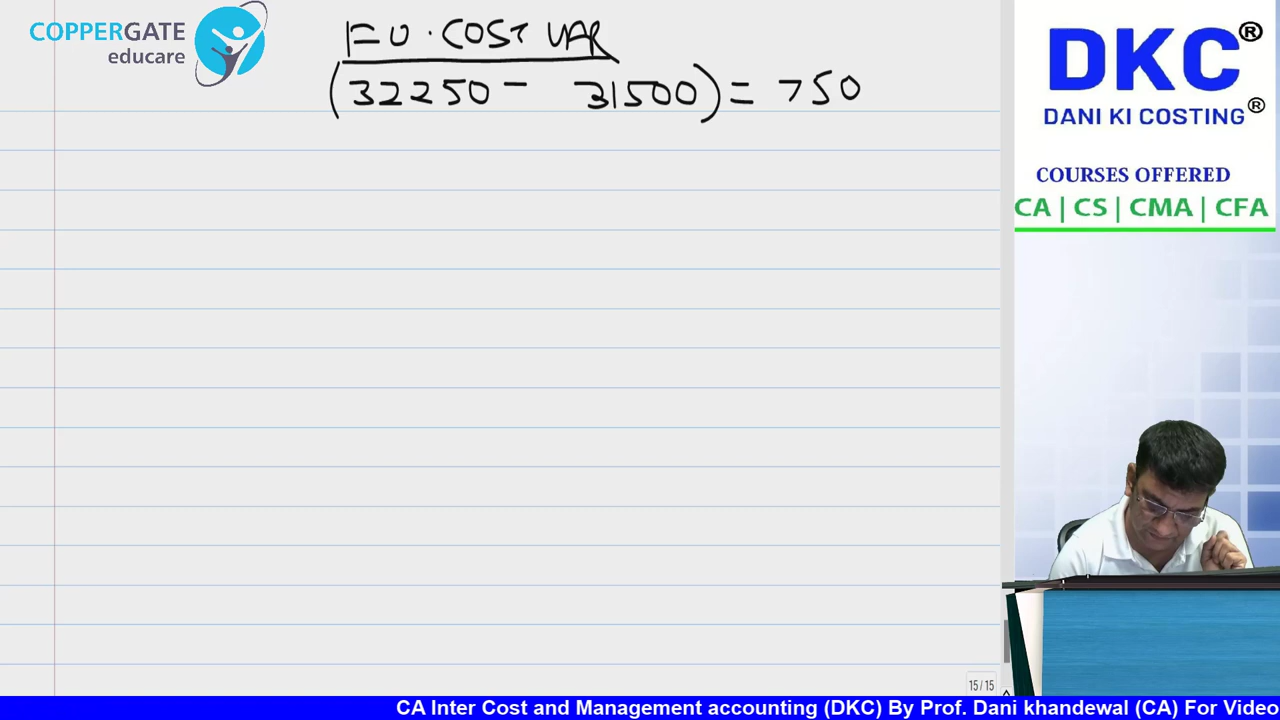 COPPERGATE
educare
F O . COST VAR
(32250 - 31500) = 750
DKC®
DANI KI COSTING®
COURSES OFFERED
CA | CS | CMA | CFA
15 / 15
CA Inter Cost and Management accounting (DKC) By Prof. Dani khandewal (CA) For Video